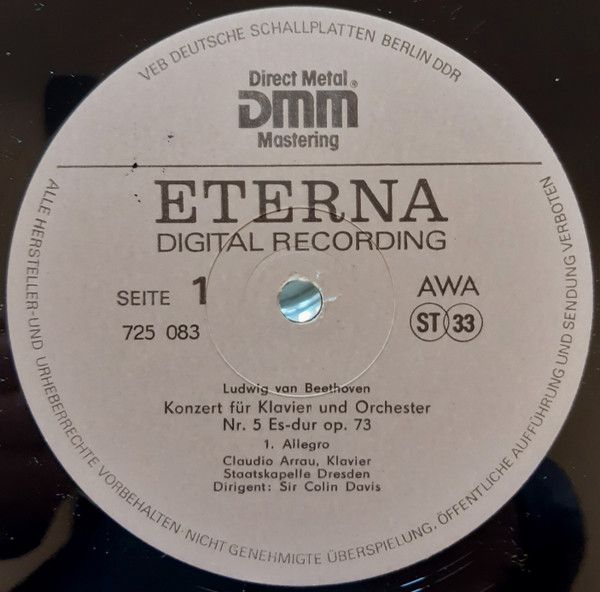 VEB DEUTSCHE SCHALLPLATTEN BERLIN DDR
Direct Metal®
DMM
Mastering
ETERNA
DIGITAL RECORDING
SEITE 1
AWA
725 083
ST 33
Ludwig van Beethoven
Konzert für Klavier und Orchester
Nr. 5 Es-dur op. 73
1. Allegro
Claudio Arrau, Klavier
Staatskapelle Dresden
Dirigent: Sir Colin Davis
ALLE HERSTELLER-UND URHEBERRECHTE VORBEHALTEN·NICHT GENEHMIGTE ÜBERSPIELUNG, ÖFFENTLICHE AUFFÜHRUNG UND SENDUNG VERBOTEN